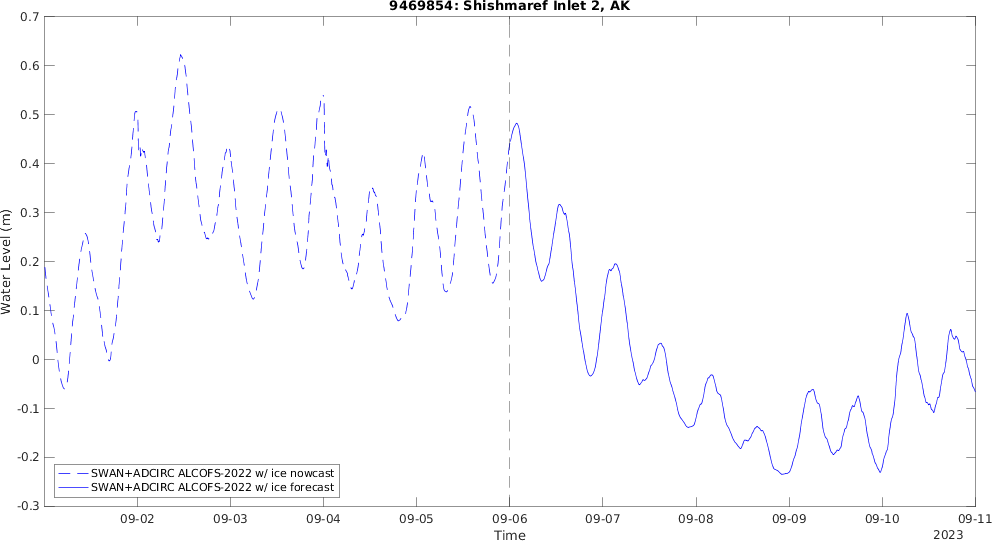 9469854: Shishmaref Inlet 2, AK
0.7
0.6
0.5
0.4
0.3
0.2
0.1
0
-0.1
-0.2
-0.3
Water Level (m)
SWAN+ADCIRC ALCOFS-2022 w/ ice nowcast
SWAN+ADCIRC ALCOFS-2022 w/ ice forecast
09-02 09-03 09-04 09-05 09-06 09-07 09-08 09-09 09-10 09-11
Time
2023